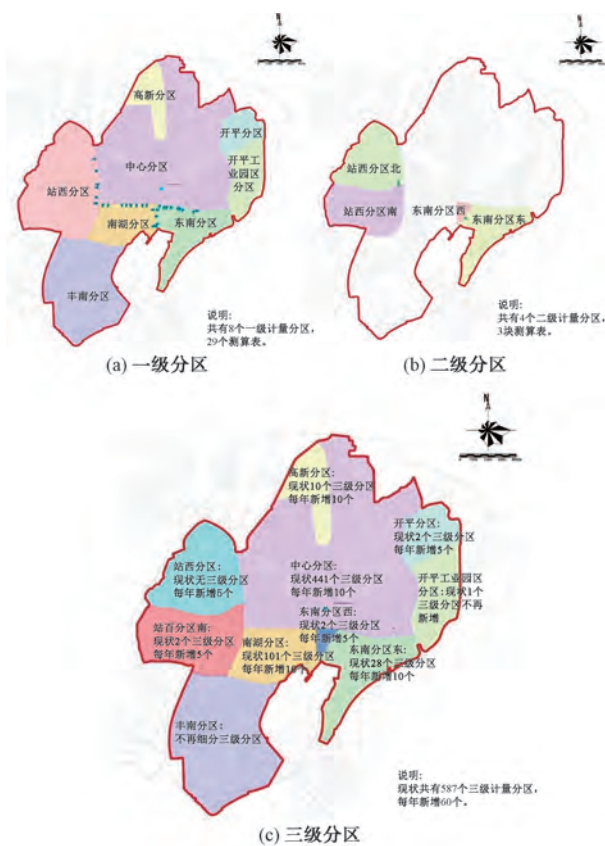 N
高新分区
开平分区
中心分区
开平工
业园区
分区
站西分区
南湖分区
东南分区
丰南分区
说明:
共有8个一级计量分区,
29个测算表。
(a) 一级分区
N
站西分区北
站西分区南
东南分区西
东南分区东
说明:
共有4个二级计量分区,
3块测算表。
(b) 二级分区
N
高新分区:
现状10个三级分区
每年新增10个
开平分区:
现状2个三级分区
每年新增5个
站西分区:
现状无三级分区
每年新增5个
中心分区:
现状441个三级分区
每年新增10个
开平工业园区
分区:现状1个
三级分区不再
新增
东南分区西:
现状2个三级分区
每年新增5个
站百分区南:
现状2个三级分区
每年新增5个
南湖分区:
现状101个三级分区
每年新增10个
东南分区东:
现状28个三级分区
每年新增10个
丰南分区:
不再细分三级分区
说明:
现状共有587个三级计量分区,
每年新增60个。
(c) 三级分区